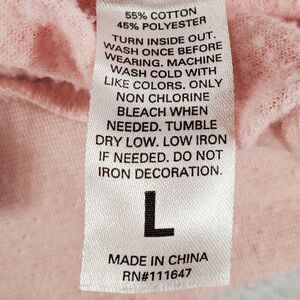 55% COTTON
45% POLYESTER
TURN INSIDE OUT.
WASH ONCE BEFORE
WEARING. MACHINE
WASH COLD WITH
LIKE COLORS. ONLY
NON CHLORINE
BLEACH WHEN
NEEDED. TUMBLE
DRY LOW. LOW IRON
IF NEEDED. DO NOT
IRON DECORATION.
L
MADE IN CHINA
RN#111647